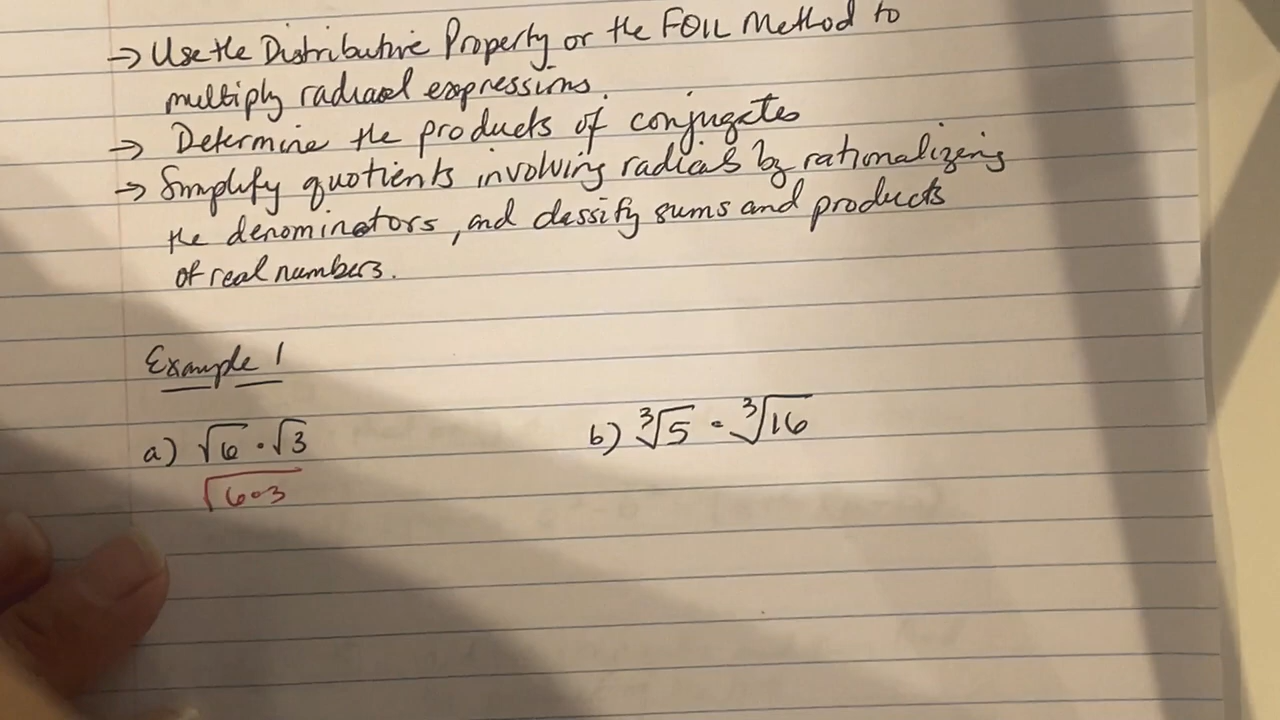 → Use the Distributive Property or the FOIL Method to
multiply radical expressions.
→ Determine the products of conjugates
→ Simplify quotients involving radicals by rationalizing
the denominators, and classify sums and products
of real numbers.
Example 1
a) √6 · √3
b) ∛5 · ∛16
√6·3